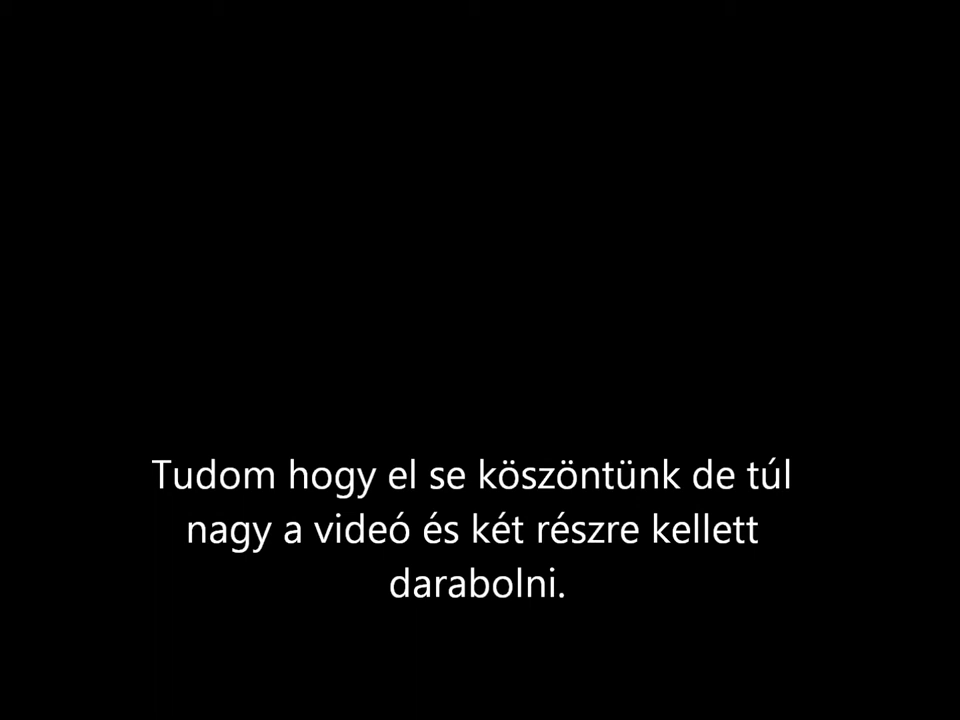 Tudom hogy el se köszöntünk de túl
nagy a videó és két részre kellett
darabolni.